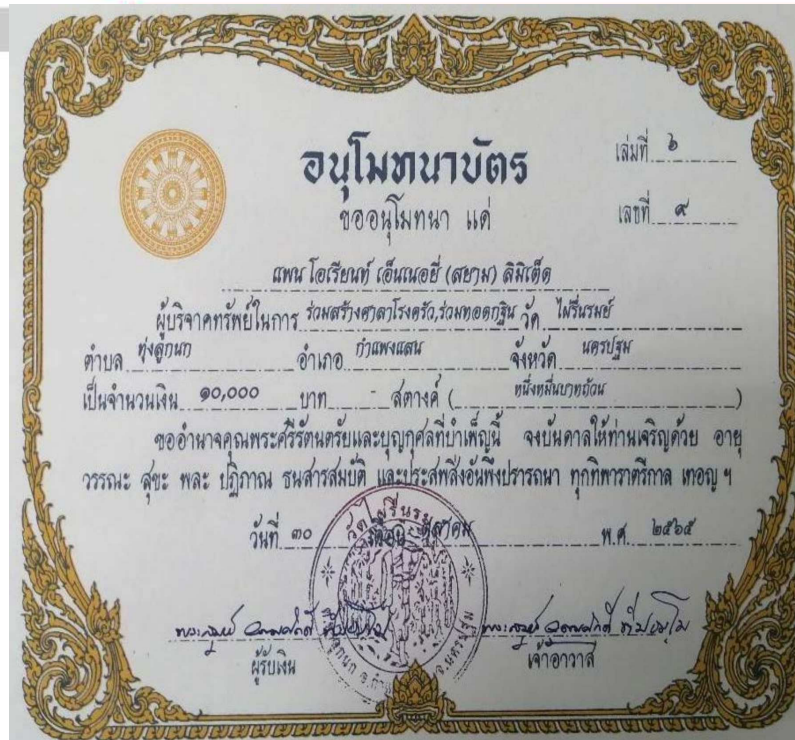 อนุโมทนาบัตร
เล่มที่ ๖
ขออนุโมทนา แด่
เลขที่ ๙
แพน โอเรียนท์ เอ็นเนอยี่ (สยาม) ลิมิเต็ด
ผู้บริจาคทรัพย์ในการ ร่วมสร้างศาลาโรงครัว,ร่วมทอดกฐิน วัด ไผ่รื่นรมย์
ตำบล ทุ่งลูกนก อำเภอ กำแพงแสน จังหวัด นครปฐม
เป็นจำนวนเงิน ๑๐,๐๐๐ บาท - สตางค์ ( หนึ่งหมื่นบาทถ้วน )
ขออำนาจคุณพระศรีรัตนตรัยและบุญกุศลที่บำเพ็ญนี้ จงบันดาลให้ท่านเจริญด้วย อายุ
วรรณะ สุขะ พละ ปฏิภาณ ธนสารสมบัติ และประสพสิ่งอันพึงปรารถนา ทุกทิพาราตรีกาล เทอญ ฯ
วันที่ ๓๐ เดือน ตุลาคม พ.ศ. ๒๕๖๕
ผู้รับเงิน
เจ้าอาวาส